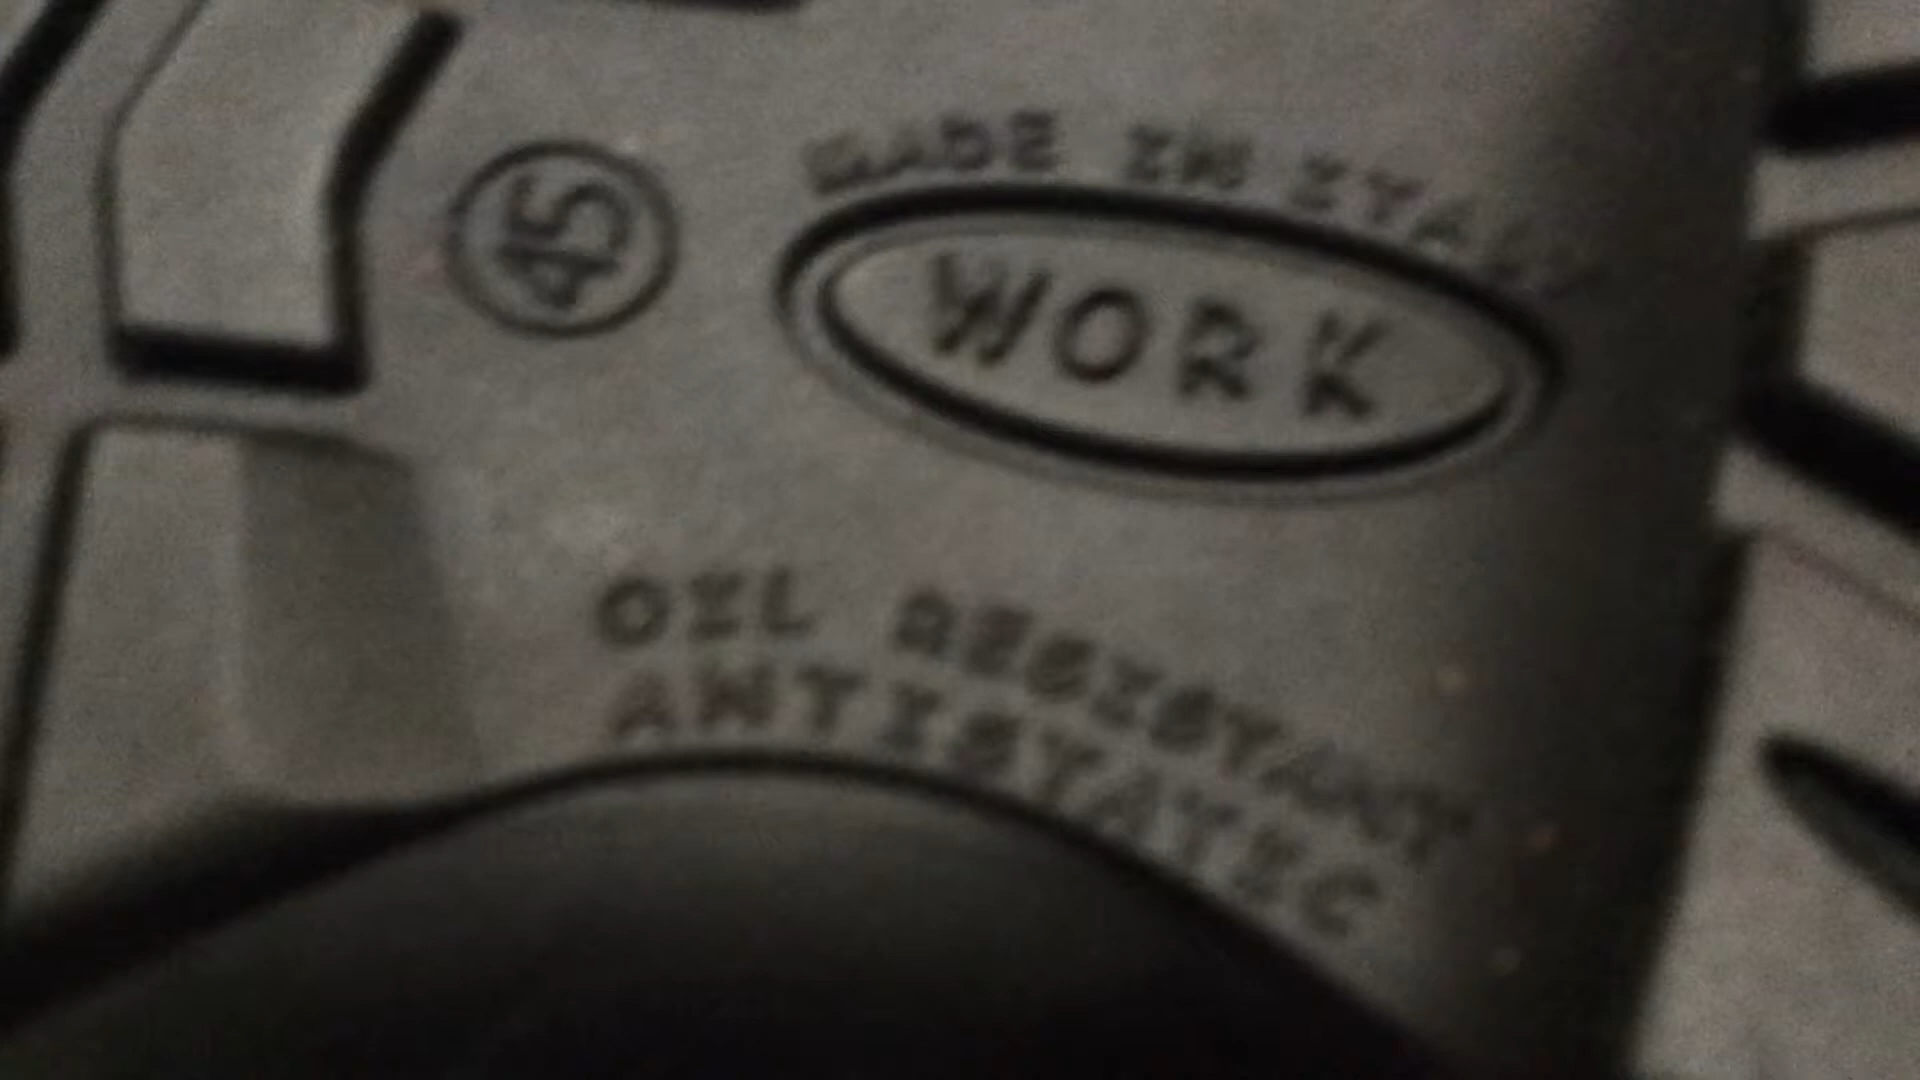 45
MADE IN ITALY
WORK
OIL RESISTANT
ANTISTATIC